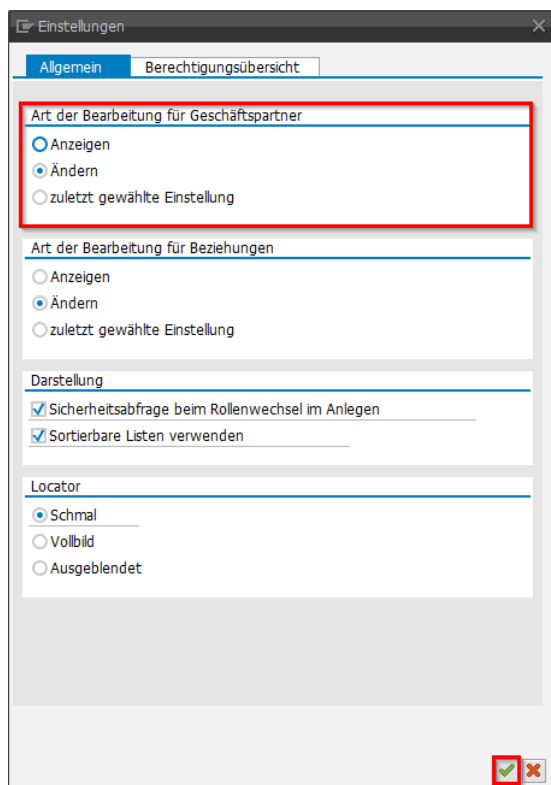 Einstellungen
Allgemein Berechtigungsübersicht
Art der Bearbeitung für Geschäftspartner
Anzeigen
Ändern
zuletzt gewählte Einstellung
Art der Bearbeitung für Beziehungen
Anzeigen
Ändern
zuletzt gewählte Einstellung
Darstellung
Sicherheitsabfrage beim Rollenwechsel im Anlegen
Sortierbare Listen verwenden
Locator
Schmal
Vollbild
Ausgeblendet